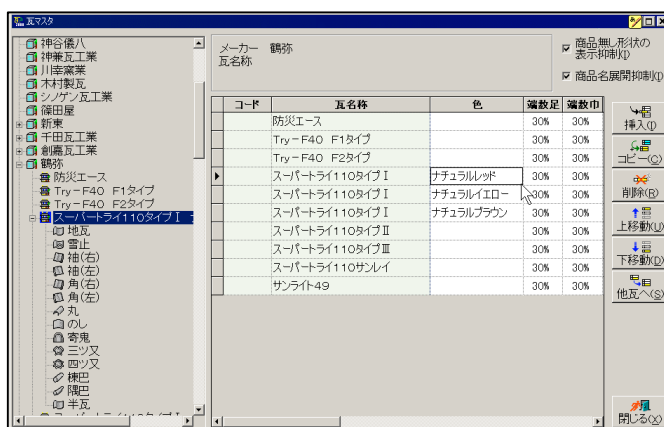 瓦マスタ
神谷儀八
神兼瓦工業
川幸窯業
木村製瓦
シノゲン瓦工業
篠田屋
新東
千田瓦工業
創嘉瓦工業
鶴弥
防災エース
Try－F40　F1タイプ
Try－F40　F2タイプ
スーパートライ110タイプⅠ
地瓦
雪止
袖(右)
袖(左)
角(右)
角(左)
丸
のし
寄鬼
三ツ又
四ツ又
棟巴
隅巴
半瓦
メーカー　鶴弥
瓦名称
商品無し形状の
表示抑制(I)
商品名展開抑制(K)
コード　瓦名称　色　端数足　端数巾
防災エース　30%　30%
Try－F40　F1タイプ　30%　30%
Try－F40　F2タイプ　30%　30%
スーパートライ110タイプⅠ　ナチュラルレッド　30%　30%
スーパートライ110タイプⅠ　ナチュラルイエロー　30%　30%
スーパートライ110タイプⅠ　ナチュラルブラウン　30%　30%
スーパートライ110タイプⅡ　30%　30%
スーパートライ110タイプⅢ　30%　30%
スーパートライ110サンレイ　30%　30%
サンライト49　30%　30%
挿入(I)
コピー(C)
削除(R)
上移動(U)
下移動(D)
他瓦へ(S)
閉じる(X)